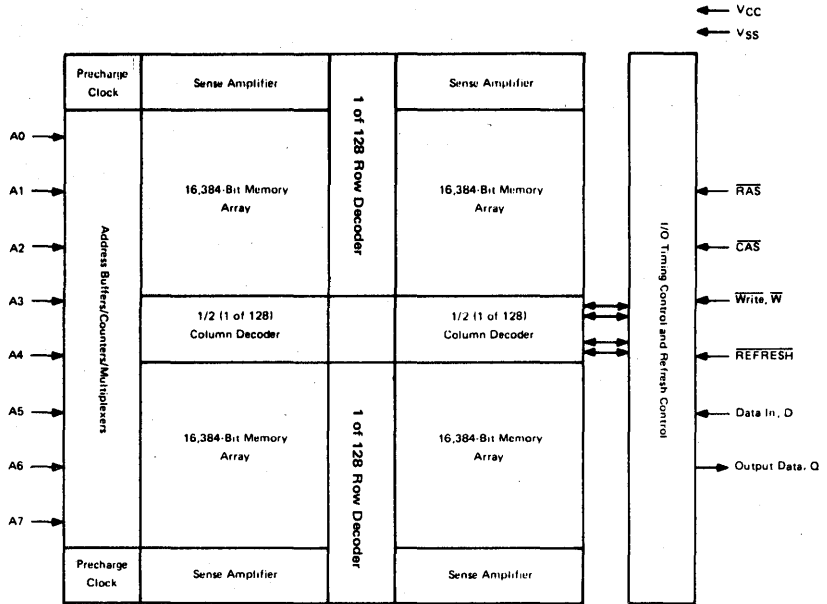 VCC
VSS
Precharge
Clock
Sense Amplifier
1 of 128 Row Decoder
Sense Amplifier
A0
A1
A2
A3
A4
A5
A6
A7
Address Buffers/Counters/Multiplexers
16,384-Bit Memory
Array
16,384-Bit Memory
Array
1/2 (1 of 128)
Column Decoder
1/2 (1 of 128)
Column Decoder
16,384-Bit Memory
Array
1 of 128 Row Decoder
16,384-Bit Memory
Array
Precharge
Clock
Sense Amplifier
Sense Amplifier
I/O Timing Control and Refresh Control
R̅A̅S̅
C̅A̅S̅
W̅r̅i̅t̅e̅, W̅
R̅E̅F̅R̅E̅S̅H̅
Data In, D
Output Data, Q